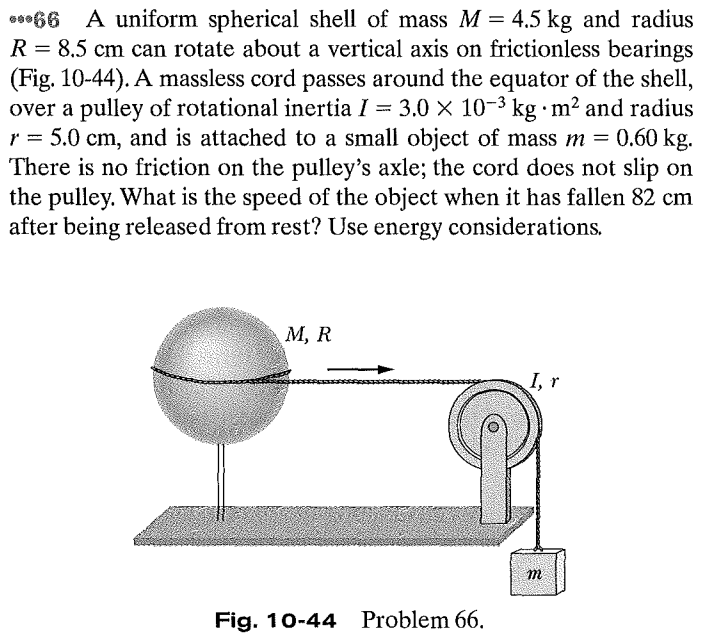 •••66 A uniform spherical shell of mass M = 4.5 kg and radius
R = 8.5 cm can rotate about a vertical axis on frictionless bearings
(Fig. 10-44). A massless cord passes around the equator of the shell,
over a pulley of rotational inertia I = 3.0 × 10⁻³ kg · m² and radius
r = 5.0 cm, and is attached to a small object of mass m = 0.60 kg.
There is no friction on the pulley's axle; the cord does not slip on
the pulley. What is the speed of the object when it has fallen 82 cm
after being released from rest? Use energy considerations.
M, R
I, r
m
Fig. 10-44 Problem 66.